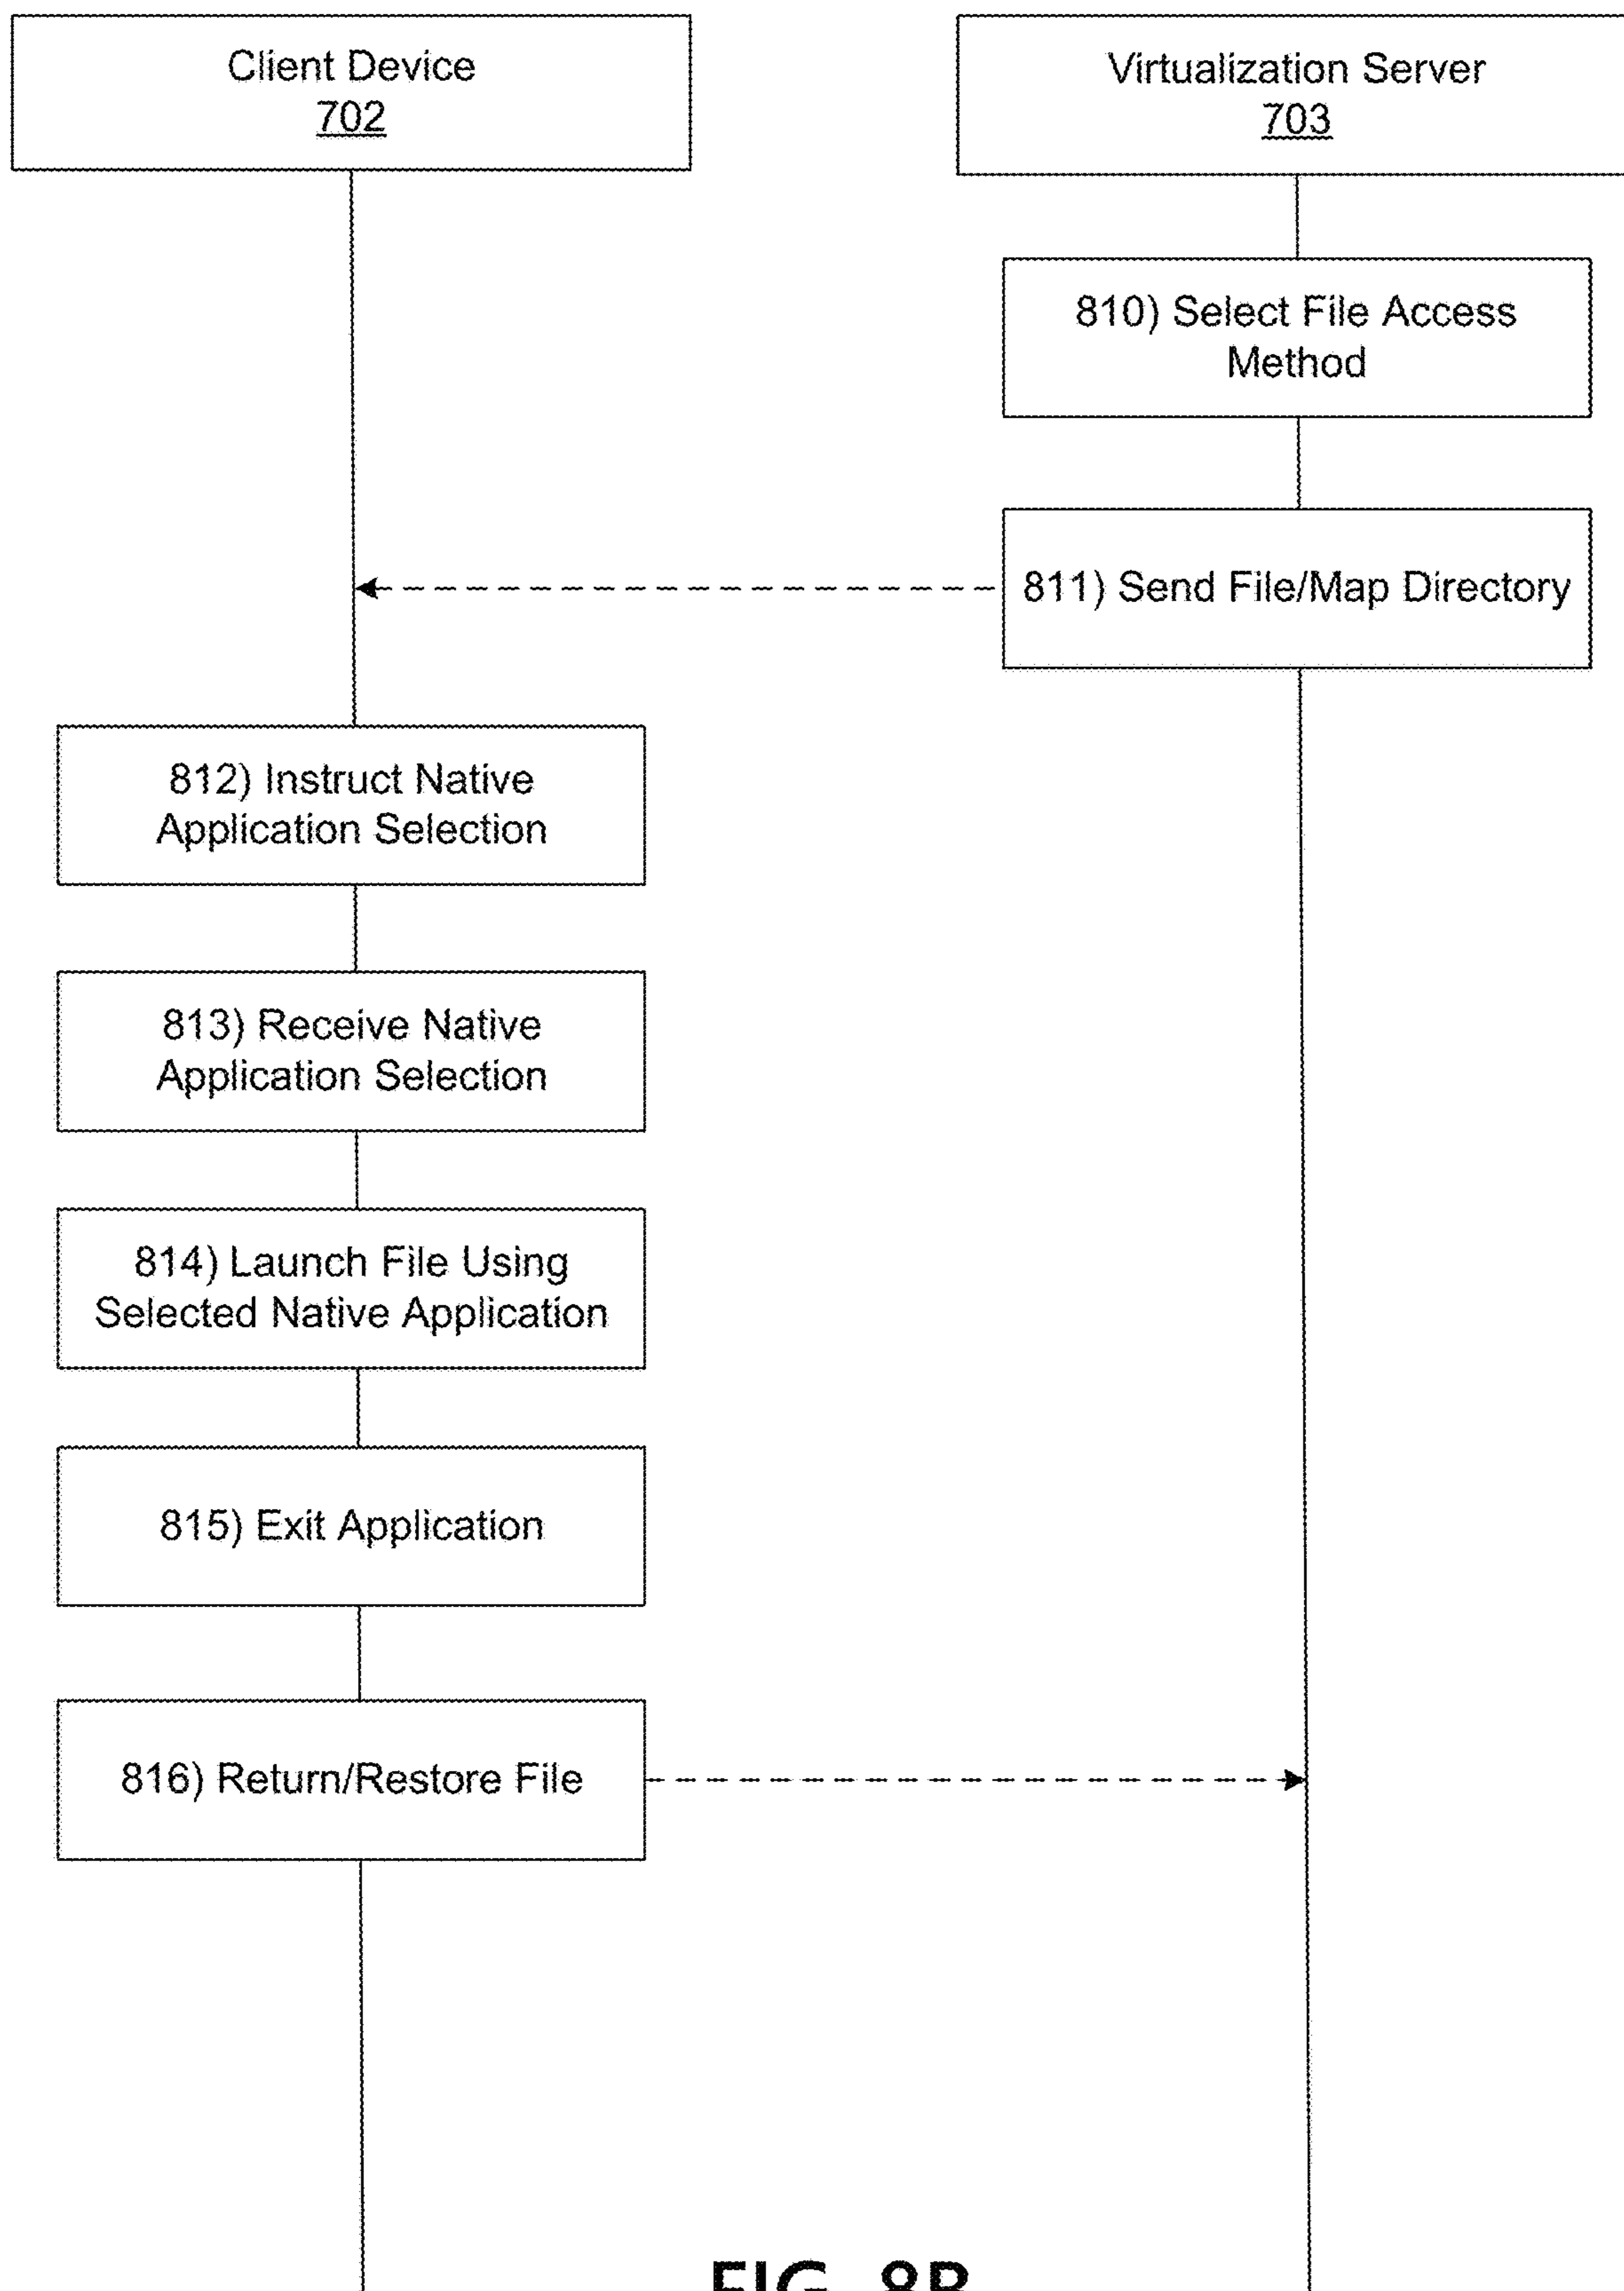 Client Device
702
Virtualization Server
703
810) Select File Access
Method
811) Send File/Map Directory
812) Instruct Native
Application Selection
813) Receive Native
Application Selection
814) Launch File Using
Selected Native Application
815) Exit Application
816) Return/Restore File
FIG. 8B